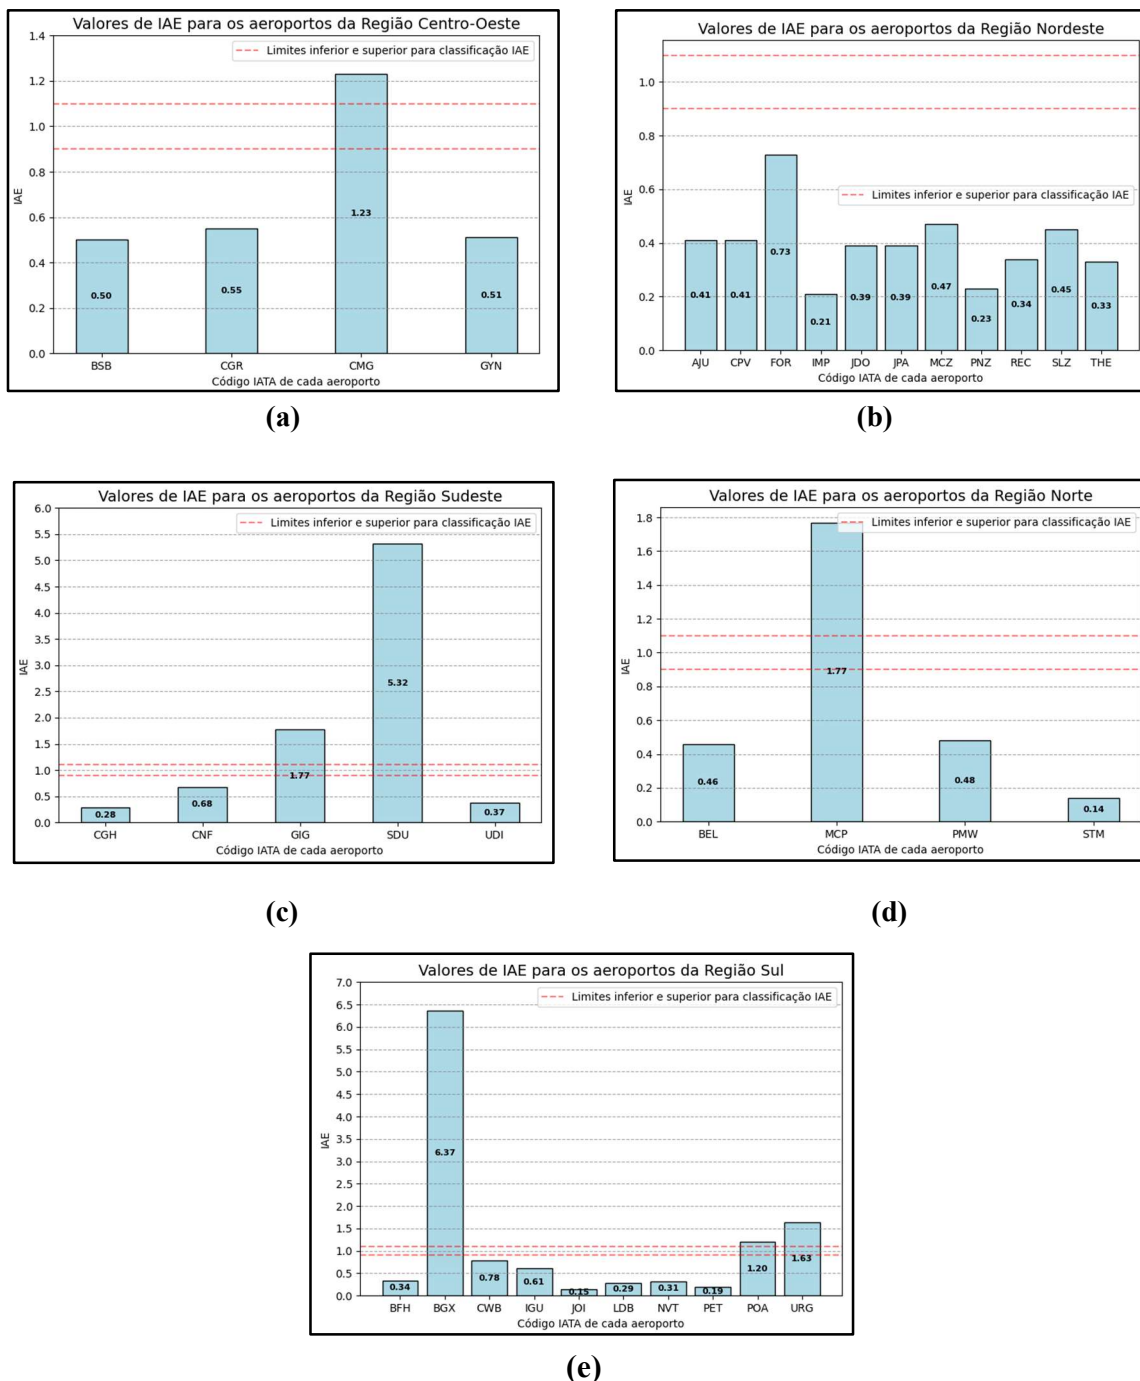 Valores de IAE para os aeroportos da Região Centro-Oeste
Limites inferior e superior para classificação IAE
IAE
1.4
1.2
1.0
0.8
0.6
0.4
0.2
0.0
0.50
0.55
1.23
0.51
BSB CGR CMG GYN
Código IATA de cada aeroporto
(a)
Valores de IAE para os aeroportos da Região Nordeste
Limites inferior e superior para classificação IAE
IAE
1.0
0.8
0.6
0.4
0.2
0.0
0.41
0.41
0.73
0.21
0.39
0.39
0.47
0.23
0.34
0.45
0.33
AJU CPV FOR IMP JDO JPA MCZ PNZ REC SLZ THE
Código IATA de cada aeroporto
(b)
Valores de IAE para os aeroportos da Região Sudeste
Limites inferior e superior para classificação IAE
IAE
6.0
5.5
5.0
4.5
4.0
3.5
3.0
2.5
2.0
1.5
1.0
0.5
0.0
0.28
0.68
1.77
5.32
0.37
CGH CNF GIG SDU UDI
Código IATA de cada aeroporto
(c)
Valores de IAE para os aeroportos da Região Norte
Limites inferior e superior para classificação IAE
IAE
1.8
1.6
1.4
1.2
1.0
0.8
0.6
0.4
0.2
0.0
0.46
1.77
0.48
0.14
BEL MCP PMW STM
Código IATA de cada aeroporto
(d)
Valores de IAE para os aeroportos da Região Sul
Limites inferior e superior para classificação IAE
IAE
7.0
6.5
6.0
5.5
5.0
4.5
4.0
3.5
3.0
2.5
2.0
1.5
1.0
0.5
0.0
0.34
6.37
0.78
0.61
0.15
0.29
0.31
0.19
1.20
1.63
BFH BGX CWB IGU JOI LDB NVT PET POA URG
Código IATA de cada aeroporto
(e)